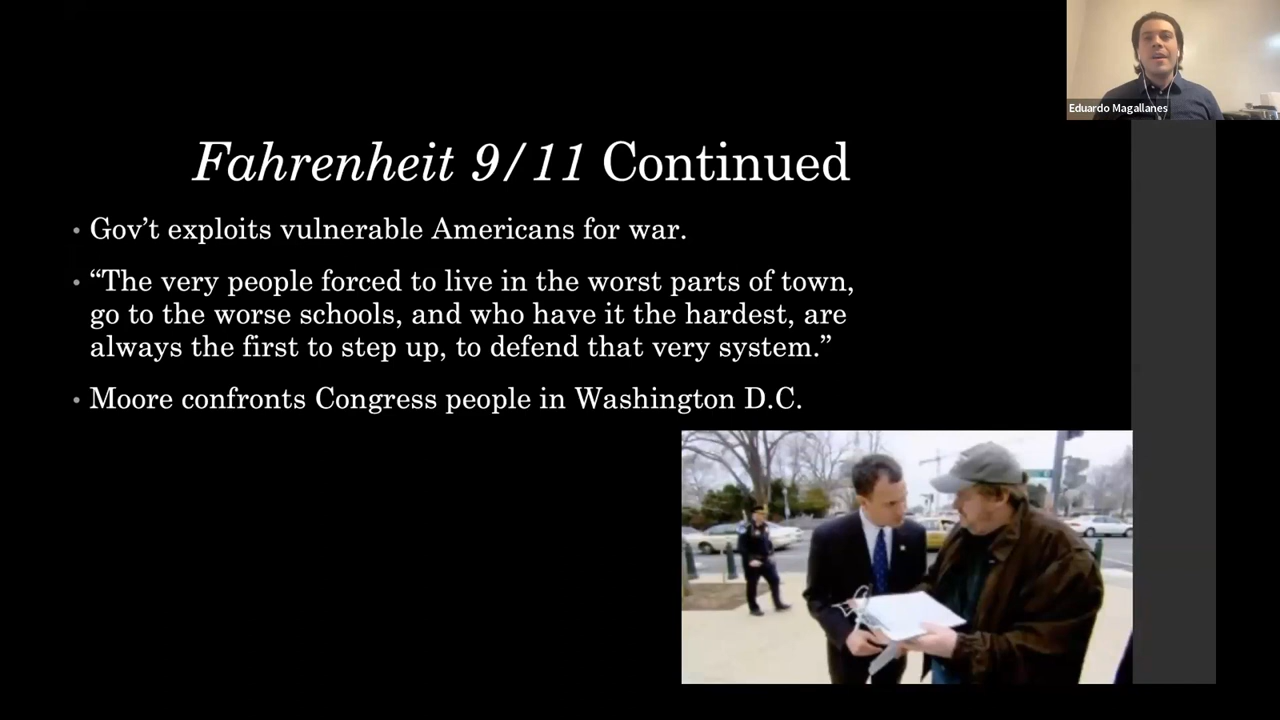 Eduardo Magallanes
Fahrenheit 9/11 Continued
• Gov’t exploits vulnerable Americans for war.
• “The very people forced to live in the worst parts of town,
go to the worse schools, and who have it the hardest, are
always the first to step up, to defend that very system.”
• Moore confronts Congress people in Washington D.C.